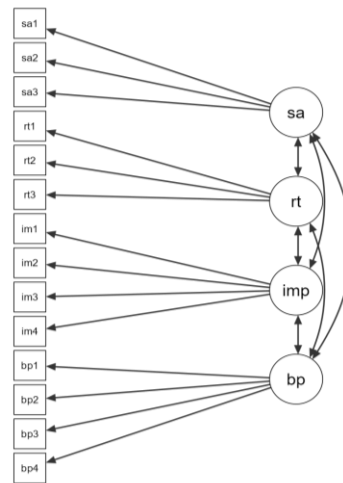 sa1
sa2
sa3
rt1
rt2
rt3
im1
im2
im3
im4
bp1
bp2
bp3
bp4
sa
rt
imp
bp